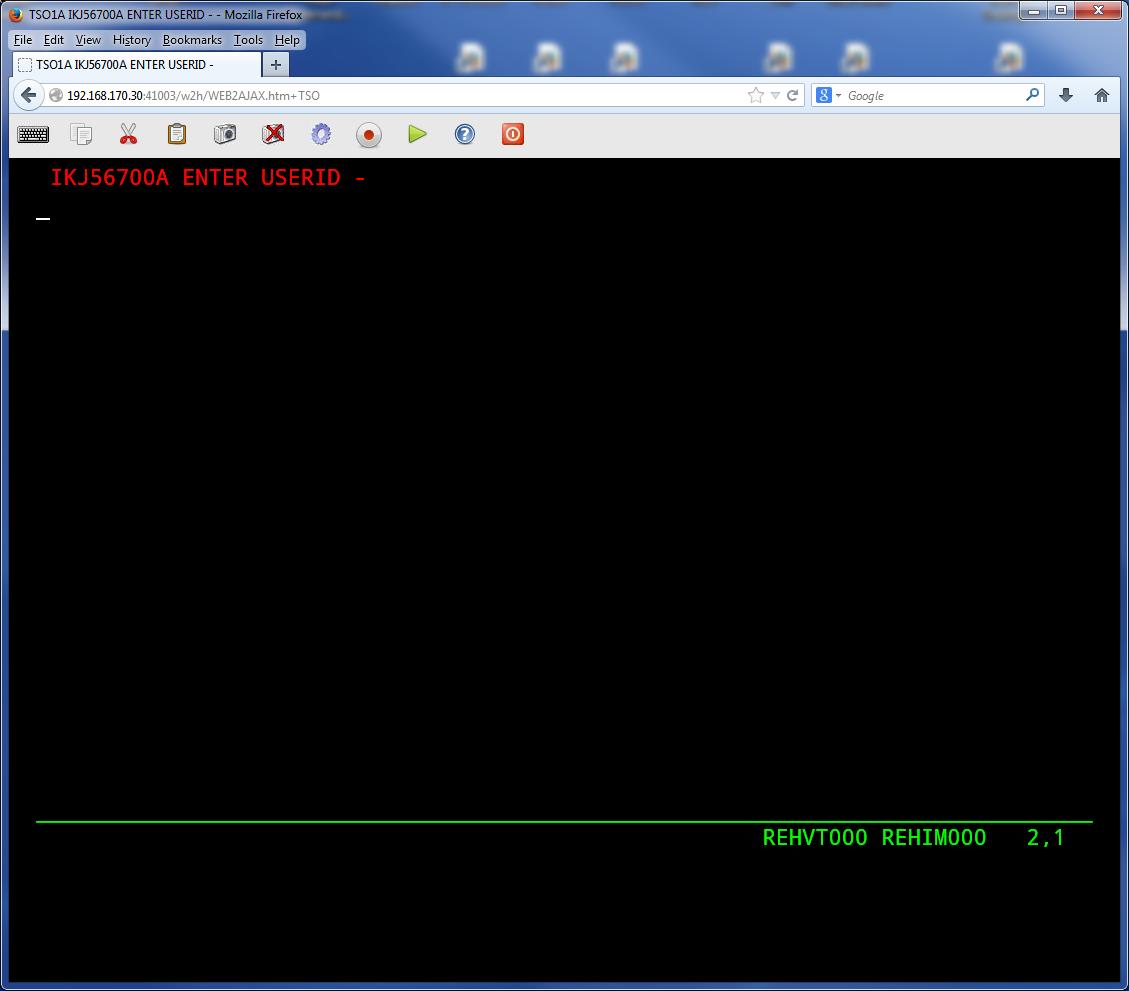 TSO1A IKJ56700A ENTER USERID - - Mozilla Firefox
File Edit View History Bookmarks Tools Help
TSO1A IKJ56700A ENTER USERID -
192.168.170.30:41003/w2h/WEB2AJAX.htm+TSO
8 Google
IKJ56700A ENTER USERID -
REHVT000 REHIM000 2,1